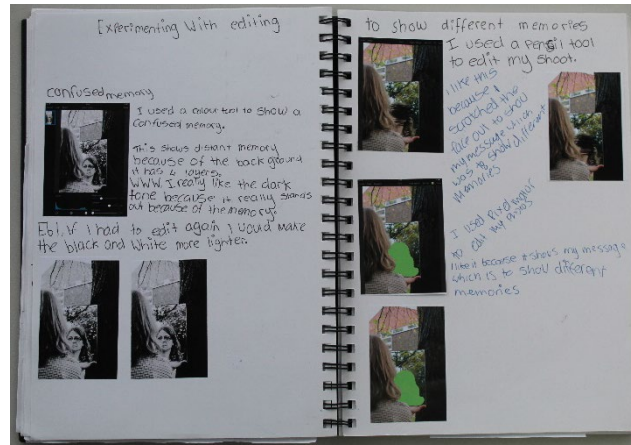 Experimenting with editing
confused memory
I used a colour tool to show a
confused memory.
This shows distant memory
because of the background
it has 4 layers.
WWW. I really like the dark
tone because it really stands
out because of the memory.
Ebi. If I had to edit again I would make
the black and white more lighter.
to show different memories
I used a pencil tool
to edit my shoot.
I like this
because I
scratched the
face out to show
my message which
was to show different
memories
I used
to edit my
I like it because it shows my message
which is to show different
memories